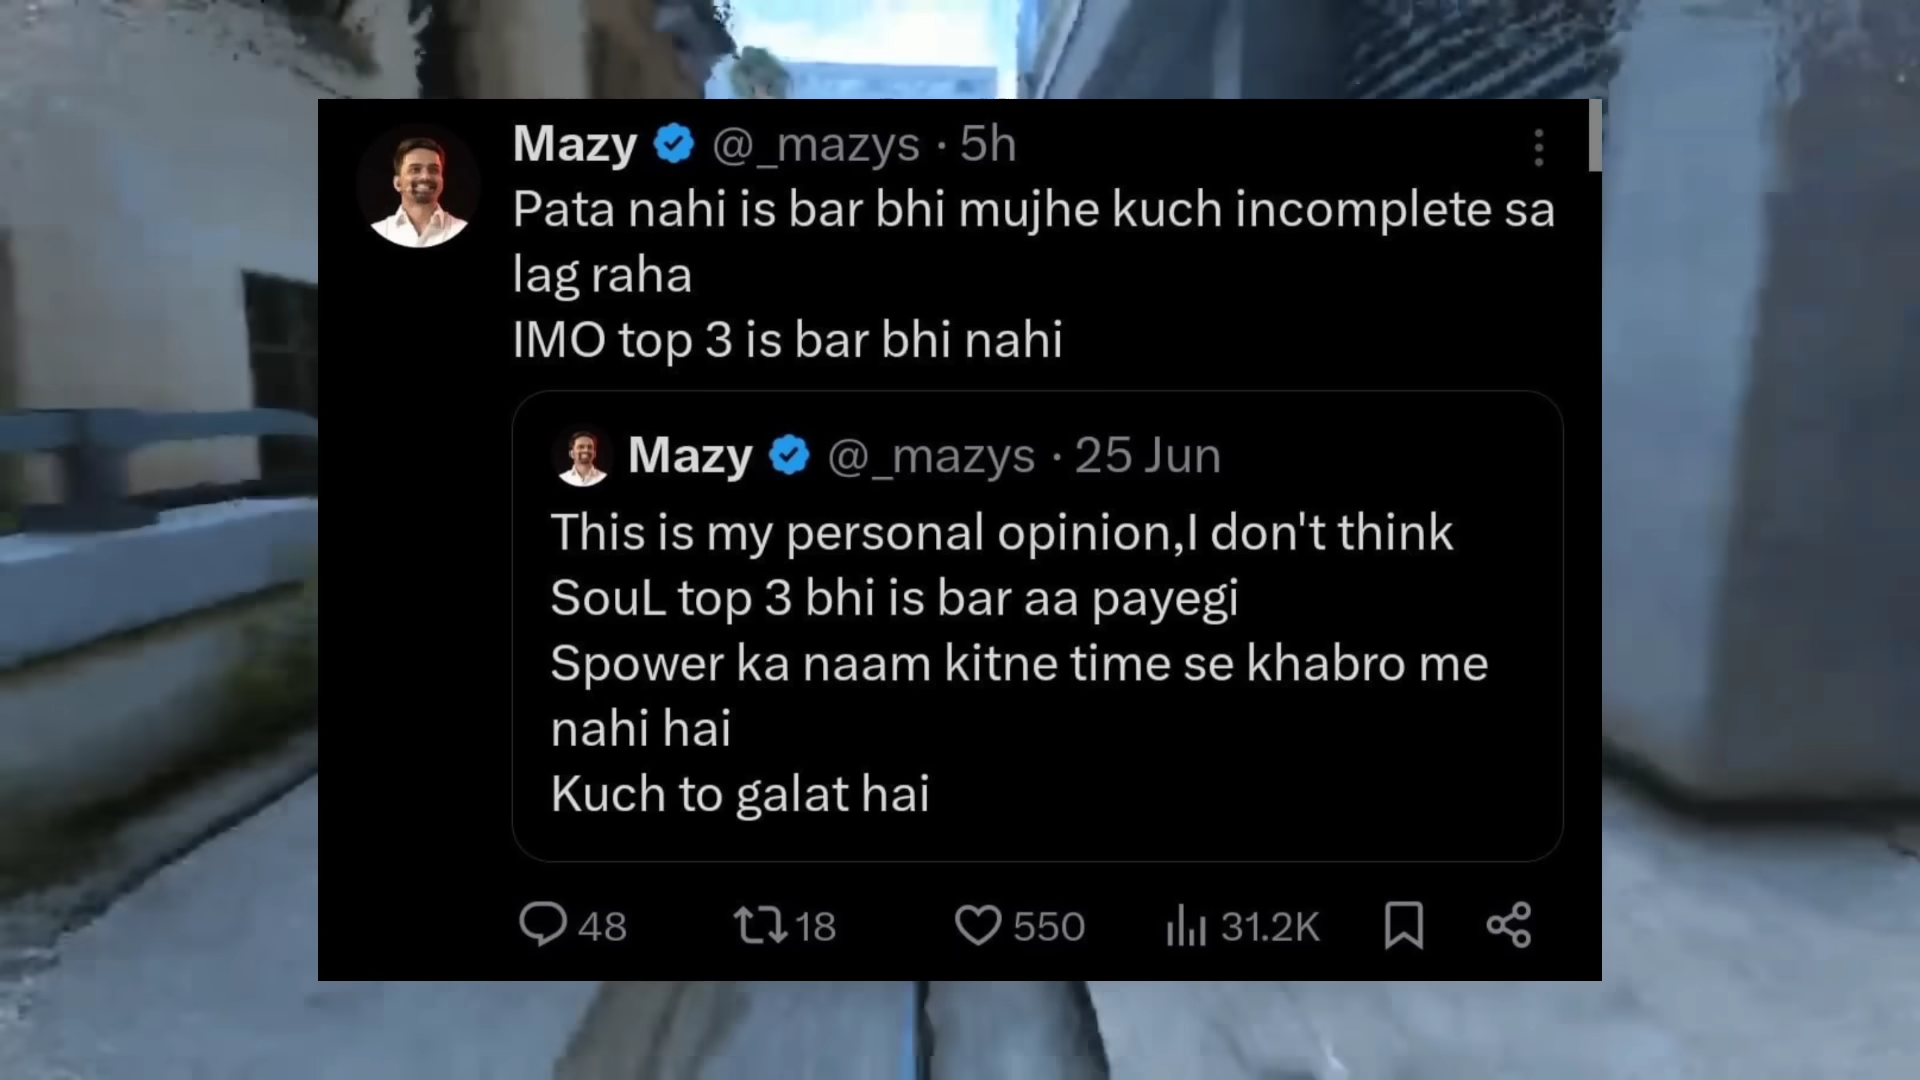 Mazy @_mazys · 5h
Pata nahi is bar bhi mujhe kuch incomplete sa
lag raha
IMO top 3 is bar bhi nahi
Mazy @_mazys · 25 Jun
This is my personal opinion,I don't think
SouL top 3 bhi is bar aa payegi
Spower ka naam kitne time se khabro me
nahi hai
Kuch to galat hai
48 18 550 31.2K